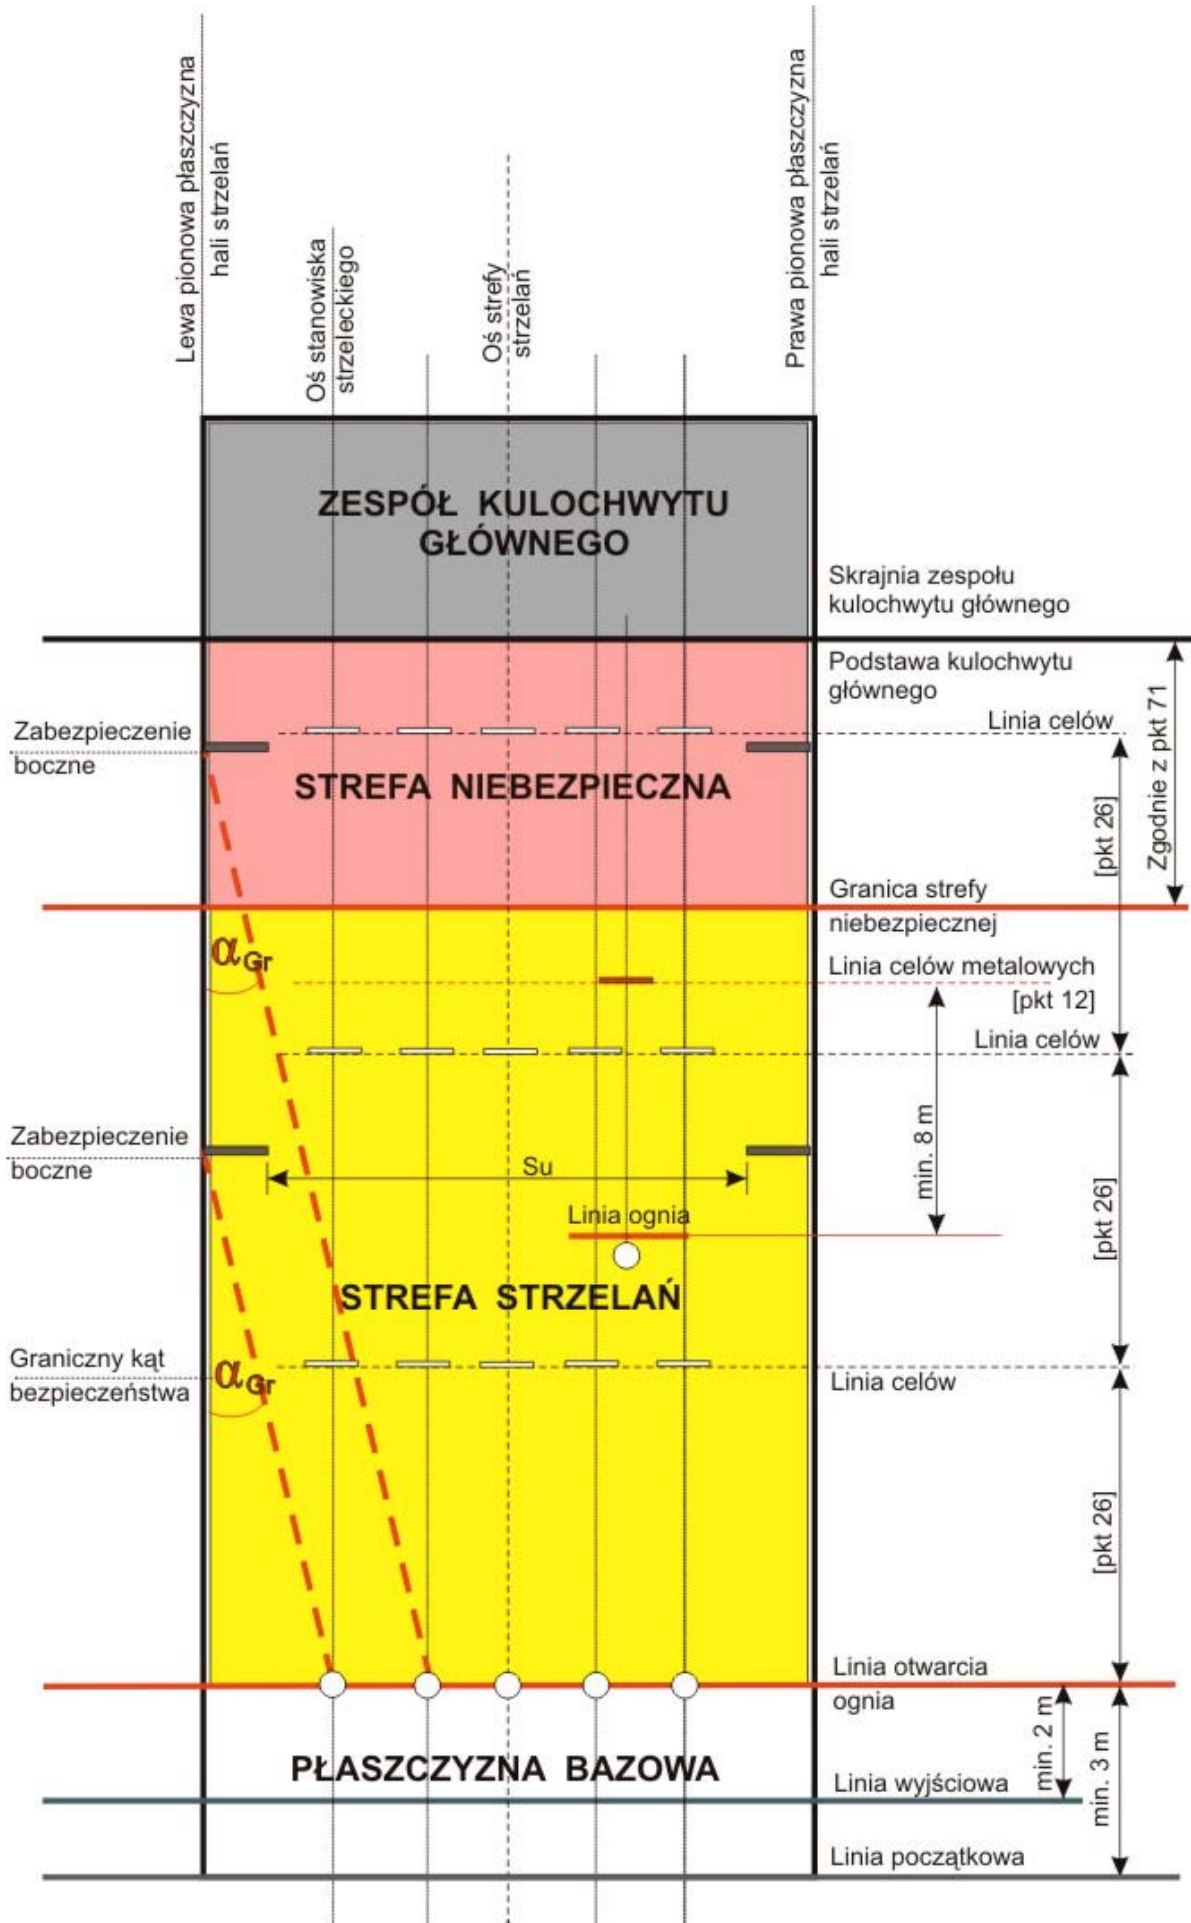 Lewa pionowa płaszczyzna
hali strzelań
Oś stanowiska
strzeleckiego
Oś strefy
strzelań
Prawa pionowa płaszczyzna
hali strzelań
ZESPÓŁ KULOCHWYTU
GŁÓWNEGO
Skrajnia zespołu
kulochwytu głównego
Podstawa kulochwytu
głównego
Zabezpieczenie
boczne
Linia celów
STREFA NIEBEZPIECZNA
[pkt 26]
Zgodnie z pkt 71
Granica strefy
niebezpiecznej
αGr
Linia celów metalowych
[pkt 12]
Linia celów
Zabezpieczenie
boczne
Su
min. 8 m
Linia ognia
[pkt 26]
STREFA STRZELAŃ
Graniczny kąt
bezpieczeństwa
αGr
Linia celów
[pkt 26]
Linia otwarcia
ognia
PŁASZCZYZNA BAZOWA
min. 2 m
min. 3 m
Linia wyjściowa
Linia początkowa